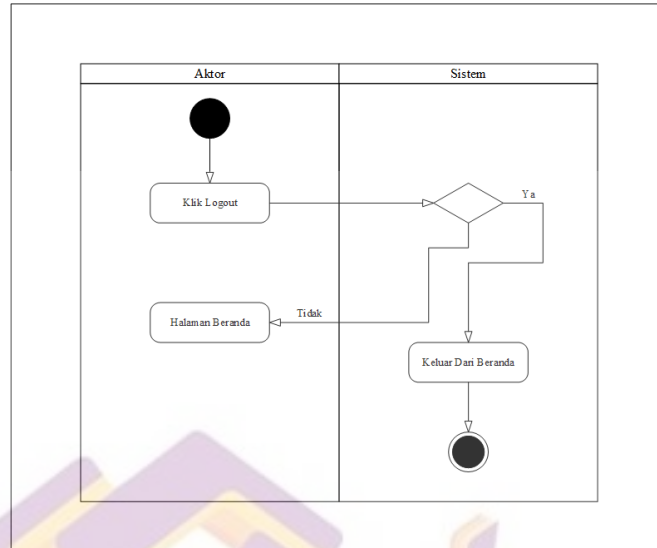 Aktor
Sistem
Klik Logout
Ya
Tidak
Halaman Beranda
Keluar Dari Beranda